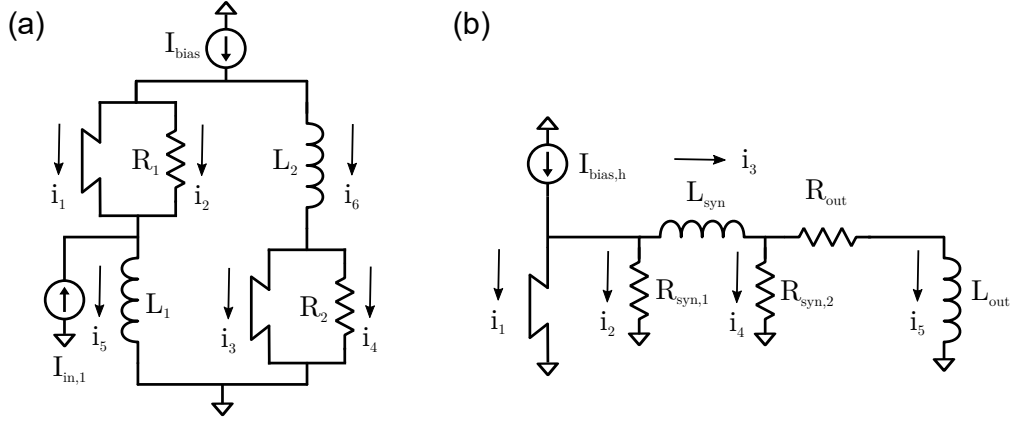 (a)
I_bias
R_1
i_1
i_2
L_2
i_6
L_1
i_5
I_in,1
i_3
R_2
i_4
(b)
I_bias,h
i_3
L_syn
R_out
i_1
i_2
R_syn,1
i_4
R_syn,2
i_5
L_out